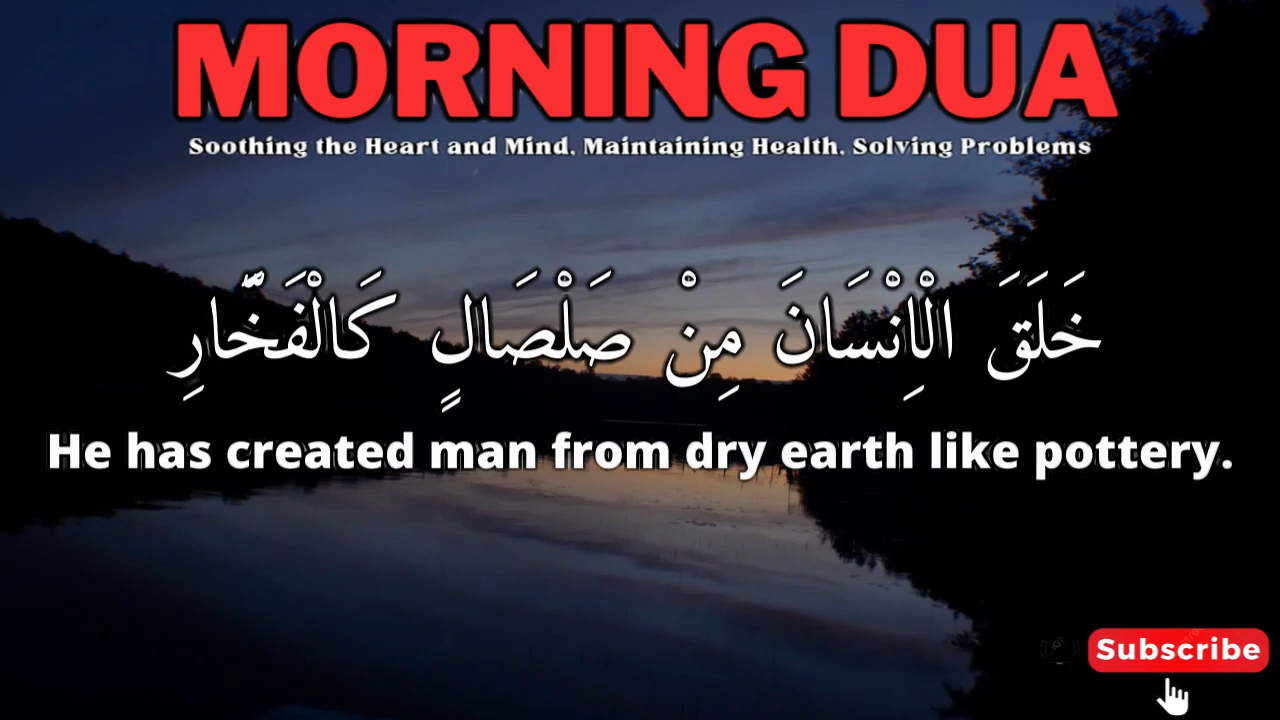 MORNING DUA
Soothing the Heart and Mind, Maintaining Health, Solving Problems
خَلَقَ الْاِنْسَانَ مِنْ صَلْصَالٍ كَالْفَخَّارِ
He has created man from dry earth like pottery.
Subscribe